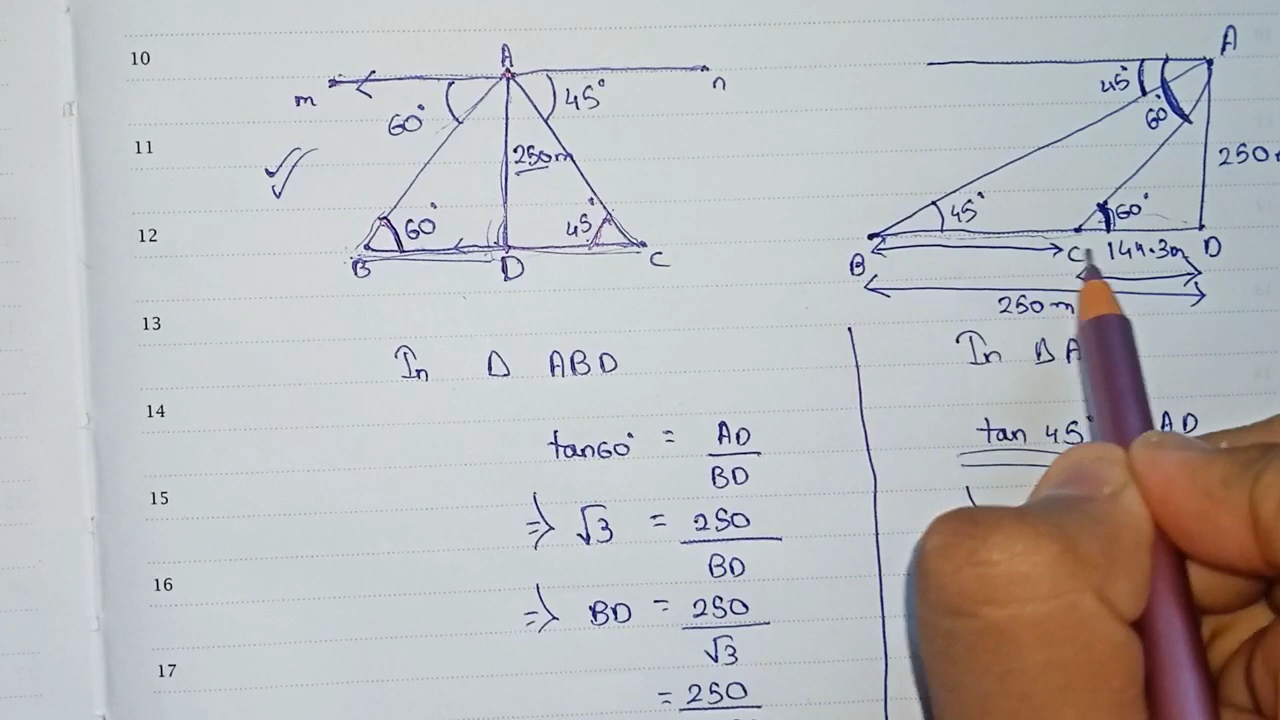 10
A
A
m
n
60°
45°
45°
60°
11
250m
250
60°
45°
45°
60°
12
B
D
C
B
C
144.3m
D
250m
13
In Δ ABD
In Δ A
14
tan60° = AD
BD
tan 45°
AD
15
⇒ √3 = 250
BD
16
⇒ BD = 250
√3
17
= 250